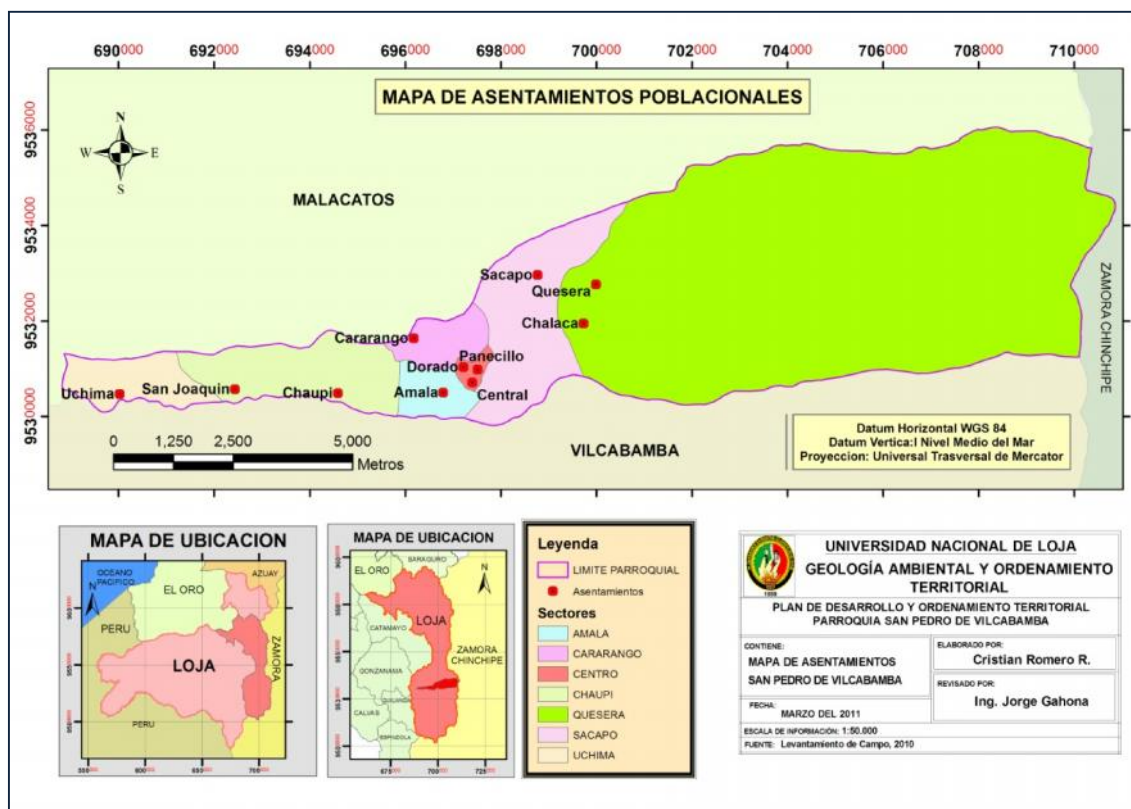 690000 692000 694000 696000 698000 700000 702000 704000 706000 708000 710000
MAPA DE ASENTAMIENTOS POBLACIONALES
N
W E
S
9536000
9534000
9532000
9530000
MALACATOS
Sacapo
Quesera
Chalaca
Cararango
Panecillo
Dorado
Uchima
San Joaquin
Chaupi
Amala
Central
ZAMORA CHINCHIPE
VILCABAMBA
0 1,250 2,500 5,000
Metros
Datum Horizontal WGS 84
Datum Vertica:l Nivel Medio del Mar
Proyeccion: Universal Trasversal de Mercator
MAPA DE UBICACION
OCEANO
PACIFICO
N
EL ORO
AZUAY
PERU
LOJA
ZAMORA
PERU
MAPA DE UBICACION
SARAGURO
EL ORO
N
LOJA
CATAMAYO
ZAMORA
CHINCHIPE
GONZANAMA
CALVAS
ESPINDOLA
Leyenda
LIMITE PARROQUIAL
Asentamientos
Sectores
AMALA
CARARANGO
CENTRO
CHAUPI
QUESERA
SACAPO
UCHIMA
UNIVERSIDAD NACIONAL DE LOJA
GEOLOGÍA AMBIENTAL Y ORDENAMIENTO
TERRITORIAL
PLAN DE DESARROLLO Y ORDENAMIENTO TERRITORIAL
PARROQUIA SAN PEDRO DE VILCABAMBA
CONTIENE:
MAPA DE ASENTAMIENTOS
SAN PEDRO DE VILCABAMBA
ELABORADO POR:
Cristian Romero R.
REVISADO POR:
Ing. Jorge Gahona
FECHA:
MARZO DEL 2011
ESCALA DE INFORMACIÓN: 1:50.000
FUENTE: Levantamiento de Campo, 2010